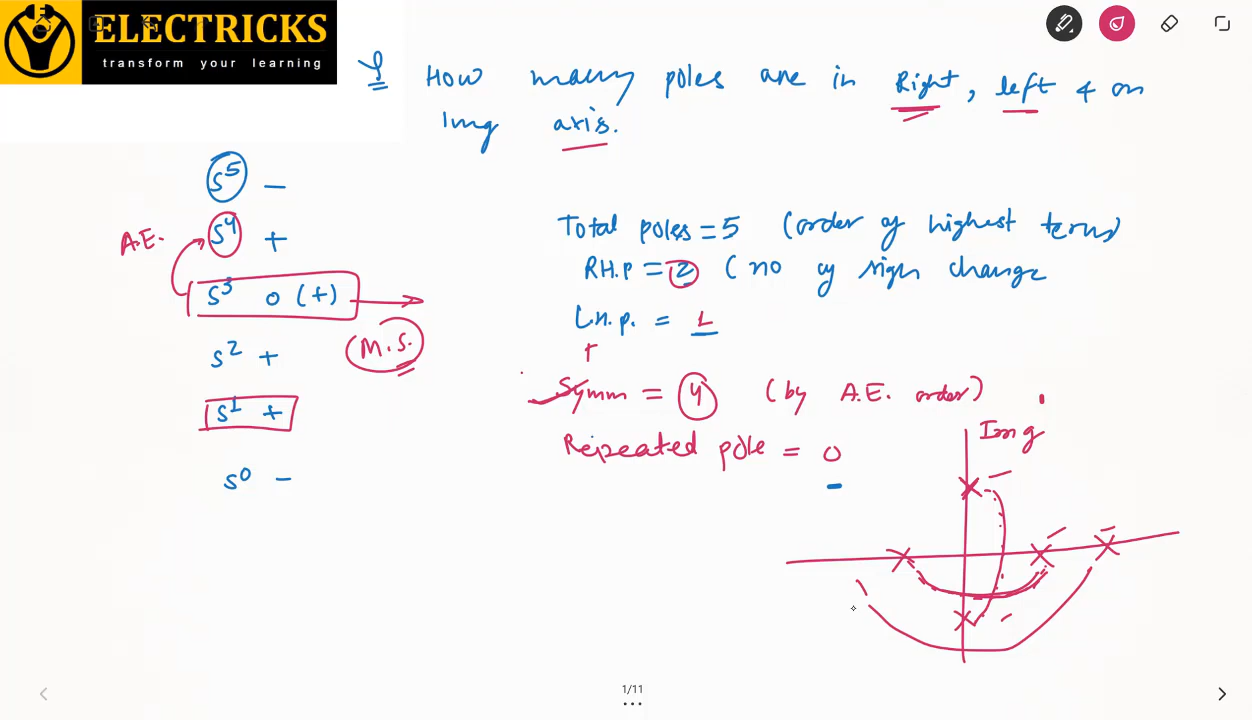 ELECTRICKS
transform your learning
Q How many poles are in Right, left & on
Img axis.
s⁵ −
A.E. s⁴ +
s³ 0 (+)
(M.S.)
s² +
s¹ +
s⁰ −
Total poles = 5 (order of highest term)
RH.P = 2 (no of sign change
L.h.p. = 1
Symm = 4 (by A.E. order)
Repeated pole = 0
Img
1/11